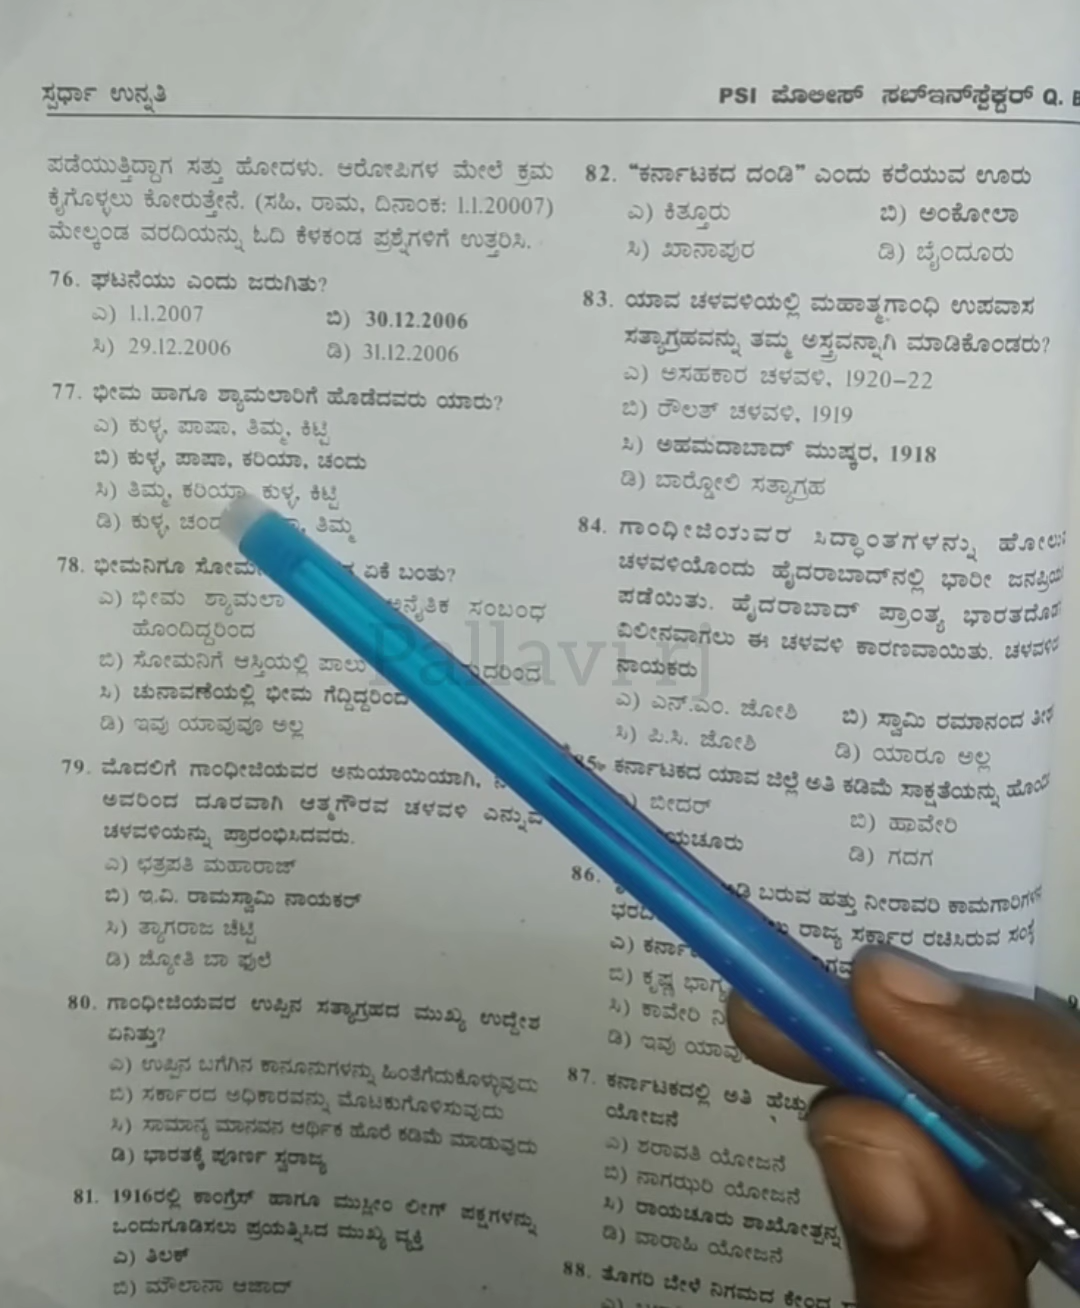 ಸ್ಪರ್ಧಾ ಉನ್ನತಿ
PSI ಪೊಲೀಸ್ ಸಬ್‌ಇನ್‌ಸ್ಪೆಕ್ಟರ್ Q. B
ಪಡೆಯುತ್ತಿದ್ದಾಗ ಸತ್ತು ಹೋದಳು. ಆರೋಪಿಗಳ ಮೇಲೆ ಕ್ರಮ
ಕೈಗೊಳ್ಳಲು ಕೋರುತ್ತೇನೆ. (ಸಹಿ, ರಾಮ, ದಿನಾಂಕ: 1.1.20007)
ಮೇಲ್ಕಂಡ ವರದಿಯನ್ನು ಓದಿ ಕೆಳಕಂಡ ಪ್ರಶ್ನೆಗಳಿಗೆ ಉತ್ತರಿಸಿ.
76. ಘಟನೆಯು ಎಂದು ಜರುಗಿತು?
ಎ) 1.1.2007 ಬಿ) 30.12.2006
ಸಿ) 29.12.2006 ಡಿ) 31.12.2006
77. ಭೀಮ ಹಾಗೂ ಶ್ಯಾಮಲಾರಿಗೆ ಹೊಡೆದವರು ಯಾರು?
ಎ) ಕುಳ್ಳ, ಪಾಷಾ, ತಿಮ್ಮ, ಕಿಟ್ಟಿ
ಬಿ) ಕುಳ್ಳ, ಪಾಷಾ, ಕರಿಯಾ, ಚಂದು
ಸಿ) ತಿಮ್ಮ, ಕರಿಯಾ, ಕುಳ್ಳ, ಕಿಟ್ಟಿ
ಡಿ) ಕುಳ್ಳ, ತಿಮ್ಮ
78. ಭೀಮನಿಗೂ ಏಕೆ ಬಂತು?
ಎ) ಭೀಮ ಶ್ಯಾಮಲಾ ಅನೈತಿಕ ಸಂಬಂಧ
ಹೊಂದಿದ್ದರಿಂದ
ಬಿ) ಸೋಮನಿಗೆ ಆಸ್ತಿಯಲ್ಲಿ ಪಾಲು
ಸಿ) ಚುನಾವಣೆಯಲ್ಲಿ ಭೀಮ ಗೆದ್ದಿದ್ದರಿಂದ
ಡಿ) ಇವು ಯಾವುವೂ ಅಲ್ಲ
79. ಮೊದಲಿಗೆ ಗಾಂಧೀಜಿಯವರ ಅನುಯಾಯಿಯಾಗಿ,
ಅವರಿಂದ ದೂರವಾಗಿ ಆತ್ಮಗೌರವ ಚಳವಳಿ ಎನ್ನುವ
ಚಳವಳಿಯನ್ನು ಪ್ರಾರಂಭಿಸಿದವರು.
ಎ) ಛತ್ರಪತಿ ಮಹಾರಾಜ್
ಬಿ) ಇ.ವಿ. ರಾಮಸ್ವಾಮಿ ನಾಯಕರ್
ಸಿ) ತ್ಯಾಗರಾಜ ಚೆಟ್ಟಿ
ಡಿ) ಜ್ಯೋತಿ ಬಾ ಫುಲೆ
80. ಗಾಂಧೀಜಿಯವರ ಉಪ್ಪಿನ ಸತ್ಯಾಗ್ರಹದ ಮುಖ್ಯ ಉದ್ದೇಶ
ಏನಿತ್ತು?
ಎ) ಉಪ್ಪಿನ ಬಗೆಗಿನ ಕಾನೂನುಗಳನ್ನು ಹಿಂತೆಗೆದುಕೊಳ್ಳುವುದು
ಬಿ) ಸರ್ಕಾರದ ಅಧಿಕಾರವನ್ನು ಮೊಟಕುಗೊಳಿಸುವುದು
ಸಿ) ಸಾಮಾನ್ಯ ಮಾನವನ ಆರ್ಥಿಕ ಹೊರೆ ಕಡಿಮೆ ಮಾಡುವುದು
ಡಿ) ಭಾರತಕ್ಕೆ ಪೂರ್ಣ ಸ್ವರಾಜ್ಯ
81. 1916ರಲ್ಲಿ ಕಾಂಗ್ರೆಸ್ ಹಾಗೂ ಮುಸ್ಲೀಂ ಲೀಗ್ ಪಕ್ಷಗಳನ್ನು
ಒಂದುಗೂಡಿಸಲು ಪ್ರಯತ್ನಿಸಿದ ಮುಖ್ಯ ವ್ಯಕ್ತಿ
ಎ) ತಿಲಕ್
ಬಿ) ಮೌಲಾನಾ ಆಜಾದ್
82. "ಕರ್ನಾಟಕದ ದಂಡಿ" ಎಂದು ಕರೆಯುವ ಊರು
ಎ) ಕಿತ್ತೂರು ಬಿ) ಅಂಕೋಲಾ
ಸಿ) ಖಾನಾಪುರ ಡಿ) ಬೈಂದೂರು
83. ಯಾವ ಚಳವಳಿಯಲ್ಲಿ ಮಹಾತ್ಮಗಾಂಧಿ ಉಪವಾಸ
ಸತ್ಯಾಗ್ರಹವನ್ನು ತಮ್ಮ ಅಸ್ತ್ರವನ್ನಾಗಿ ಮಾಡಿಕೊಂಡರು?
ಎ) ಅಸಹಕಾರ ಚಳವಳಿ, 1920-22
ಬಿ) ರೌಲತ್ ಚಳವಳಿ, 1919
ಸಿ) ಅಹಮದಾಬಾದ್ ಮುಷ್ಕರ, 1918
ಡಿ) ಬಾರ್ಡೋಲಿ ಸತ್ಯಾಗ್ರಹ
84. ಗಾಂಧೀಜಿಯವರ ಸಿದ್ಧಾಂತಗಳನ್ನು ಹೋಲು
ಚಳವಳಿಯೊಂದು ಹೈದರಾಬಾದ್‌ನಲ್ಲಿ ಭಾರೀ ಜನಪ್ರಿಯ
ಪಡೆಯಿತು. ಹೈದರಾಬಾದ್ ಪ್ರಾಂತ್ಯ ಭಾರತದೊಡ
ವಿಲೀನವಾಗಲು ಈ ಚಳವಳಿ ಕಾರಣವಾಯಿತು. ಚಳವಳಿ
ನಾಯಕರು
ಎ) ಎನ್.ಎಂ. ಜೋಶಿ ಬಿ) ಸ್ವಾಮಿ ರಮಾನಂದ ತೀ
ಸಿ) ಪಿ.ಸಿ. ಜೋಶಿ ಡಿ) ಯಾರೂ ಅಲ್ಲ
85. ಕರ್ನಾಟಕದ ಯಾವ ಜಿಲ್ಲೆ ಅತಿ ಕಡಿಮೆ ಸಾಕ್ಷತೆಯನ್ನು ಹೊಂದಿ
ಬೀದರ್ ಬಿ) ಹಾವೇರಿ
ಯಚೂರು ಡಿ) ಗದಗ
86. ಬರುವ ಹತ್ತು ನೀರಾವರಿ ಕಾಮಗಾರಿಗಳ
ರಾಜ್ಯ ಸರ್ಕಾರ ರಚಿಸಿರುವ ಸಂಸ್ಥೆ
ಎ)
ಬಿ) ಕೃಷ್ಣ ಭಾಗ್ಯ
ಸಿ) ಕಾವೇರಿ ನಿ
ಡಿ) ಇವು ಯಾವು
87. ಕರ್ನಾಟಕದಲ್ಲಿ ಅತಿ ಹೆಚ್ಚು
ಯೋಜನೆ
ಎ) ಶರಾವತಿ ಯೋಜನೆ
ಬಿ) ನಾಗಝರಿ ಯೋಜನೆ
ಸಿ) ರಾಯಚೂರು ಶಾಖೋತ್ಪನ್ನ
ಡಿ) ವಾರಾಹಿ ಯೋಜನೆ
88. ತೊಗರಿ ಬೇಳೆ ನಿಗಮದ ಕೇಂದ್ರ
Pallavi rj